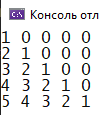 Консоль отл
1 0 0 0 0
2 1 0 0 0
3 2 1 0 0
4 3 2 1 0
5 4 3 2 1